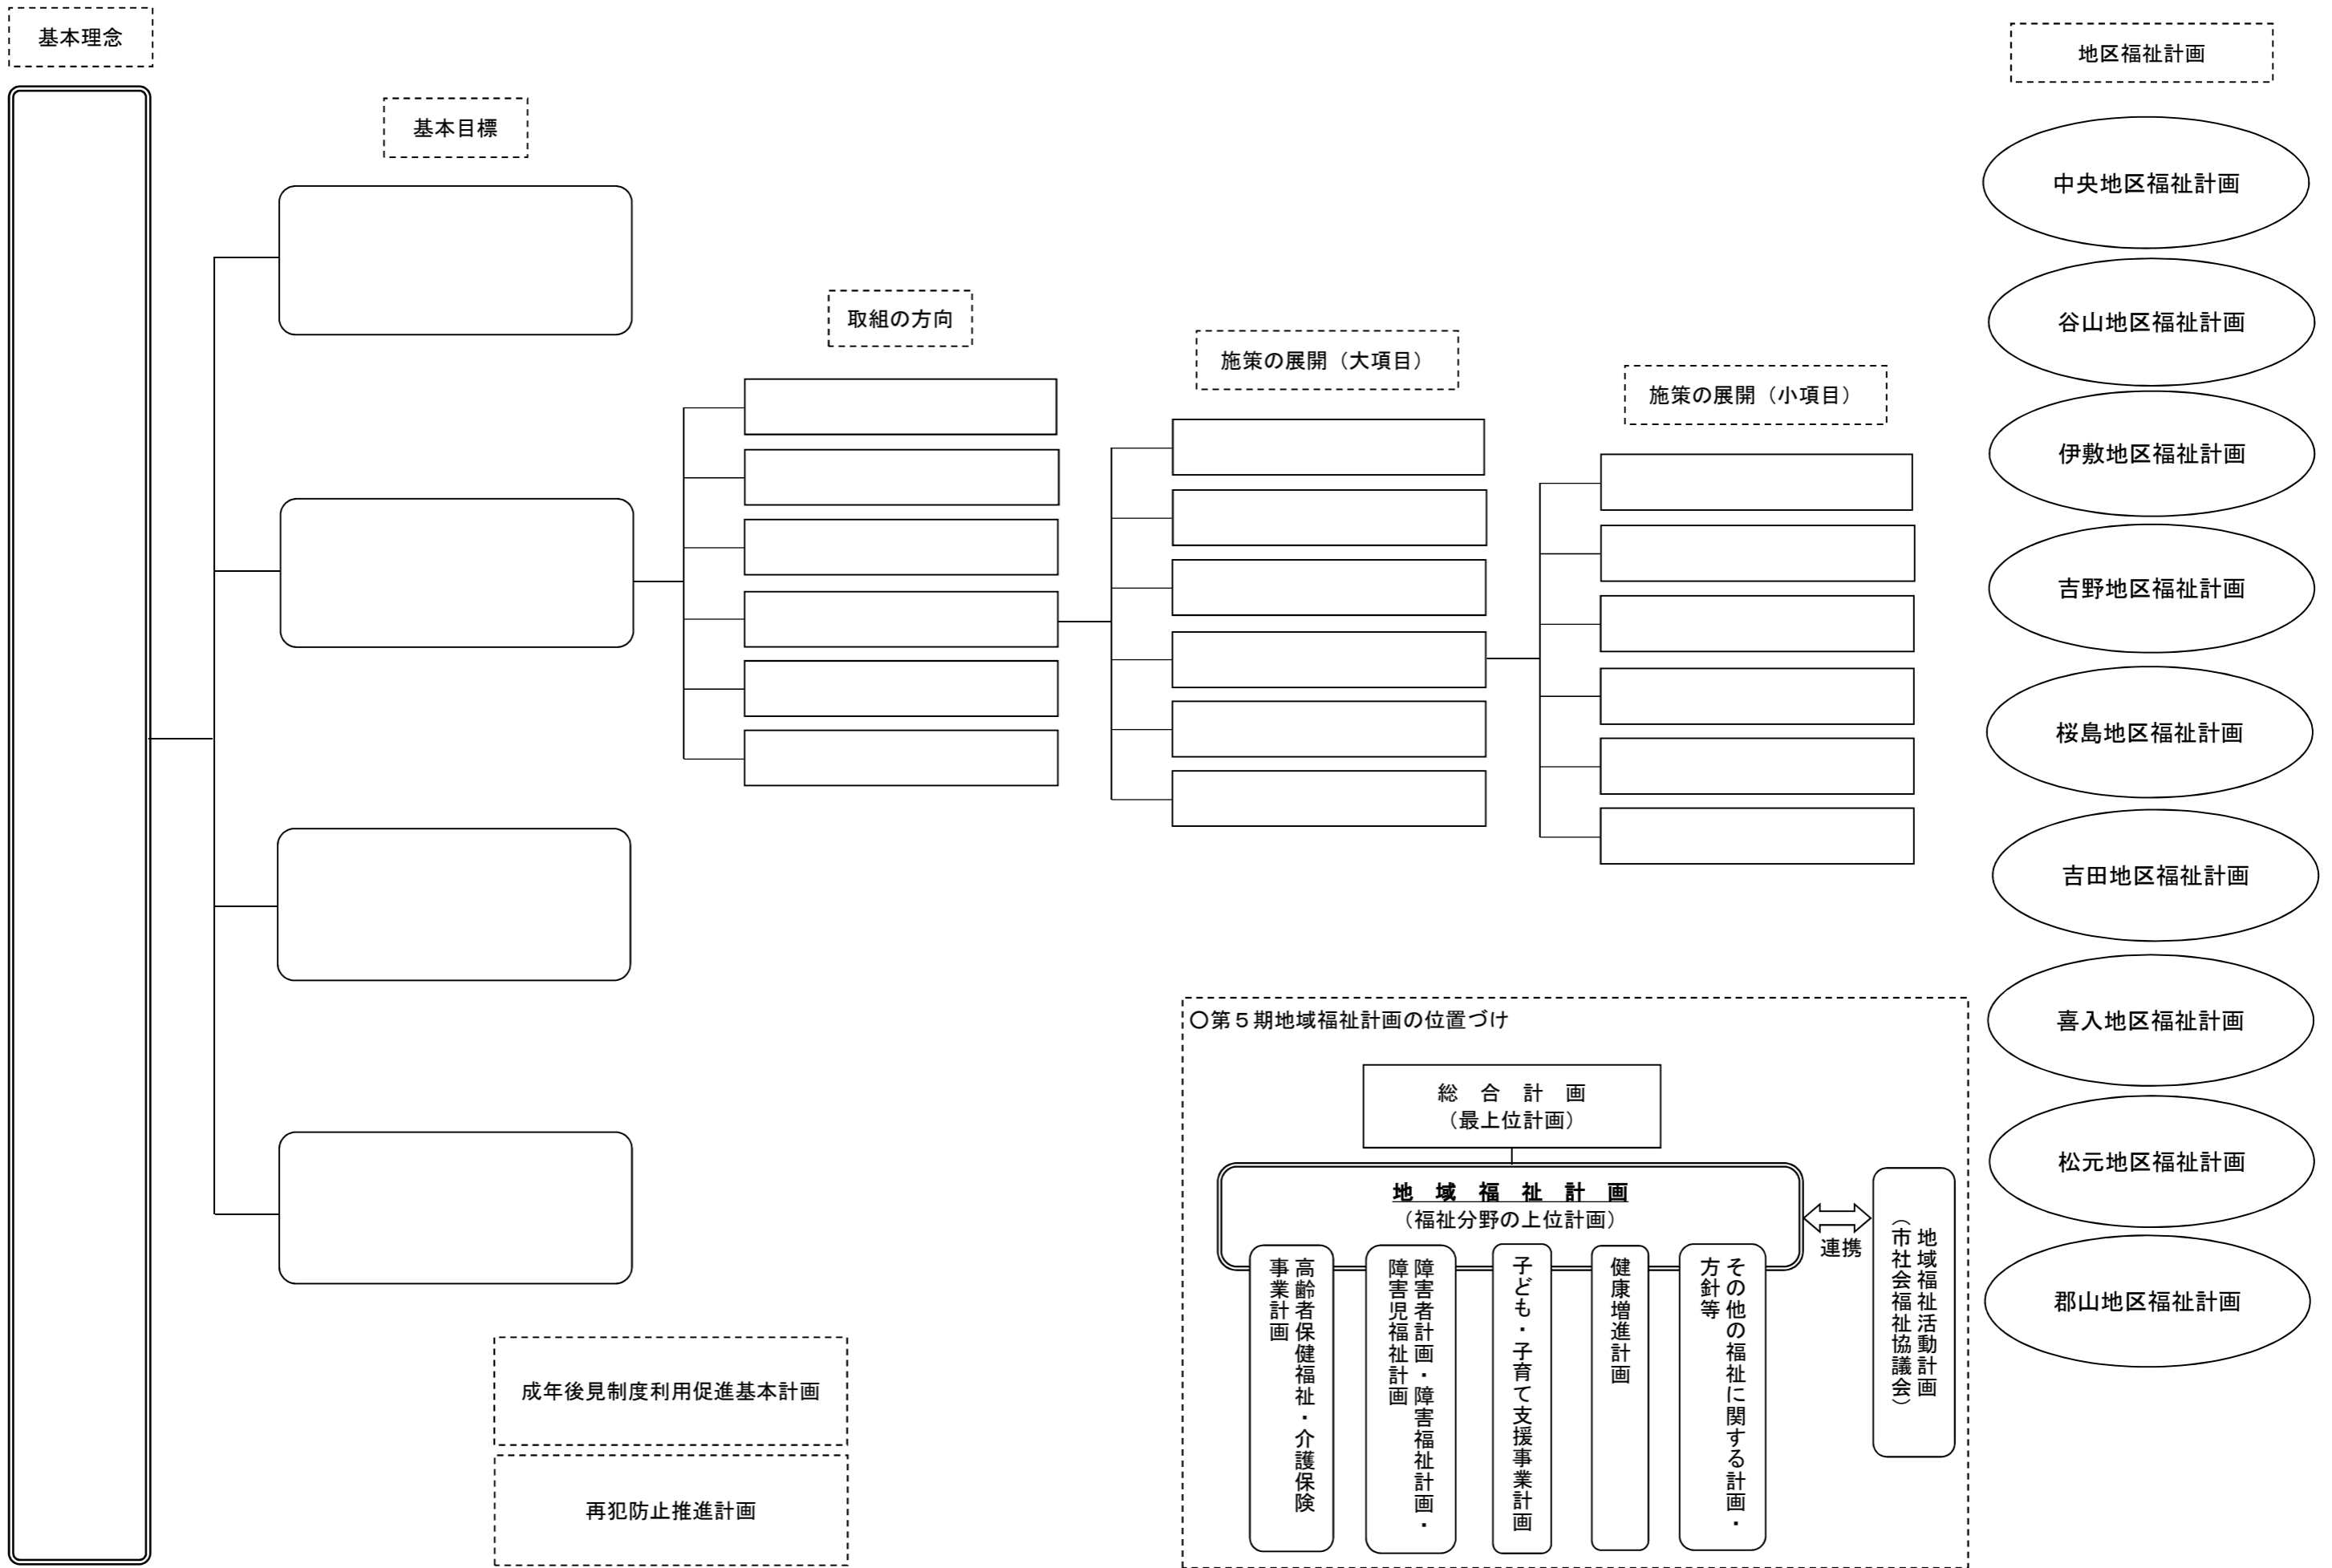 基本理念
基本目標
取組の方向
施策の展開（大項目）
施策の展開（小項目）
地区福祉計画
中央地区福祉計画
谷山地区福祉計画
伊敷地区福祉計画
吉野地区福祉計画
桜島地区福祉計画
吉田地区福祉計画
喜入地区福祉計画
松元地区福祉計画
郡山地区福祉計画
成年後見制度利用促進基本計画
再犯防止推進計画
〇第５期地域福祉計画の位置づけ
総　合　計　画
（最上位計画）
地　域　福　祉　計　画
（福祉分野の上位計画）
高齢者保健福祉・介護保険
事業計画
障害者計画・障害福祉計画・
障害児福祉計画
子ども・子育て支援事業計画
健康増進計画
その他の福祉に関する計画・
方針等
連携
地域福祉活動計画
（市社会福祉協議会）